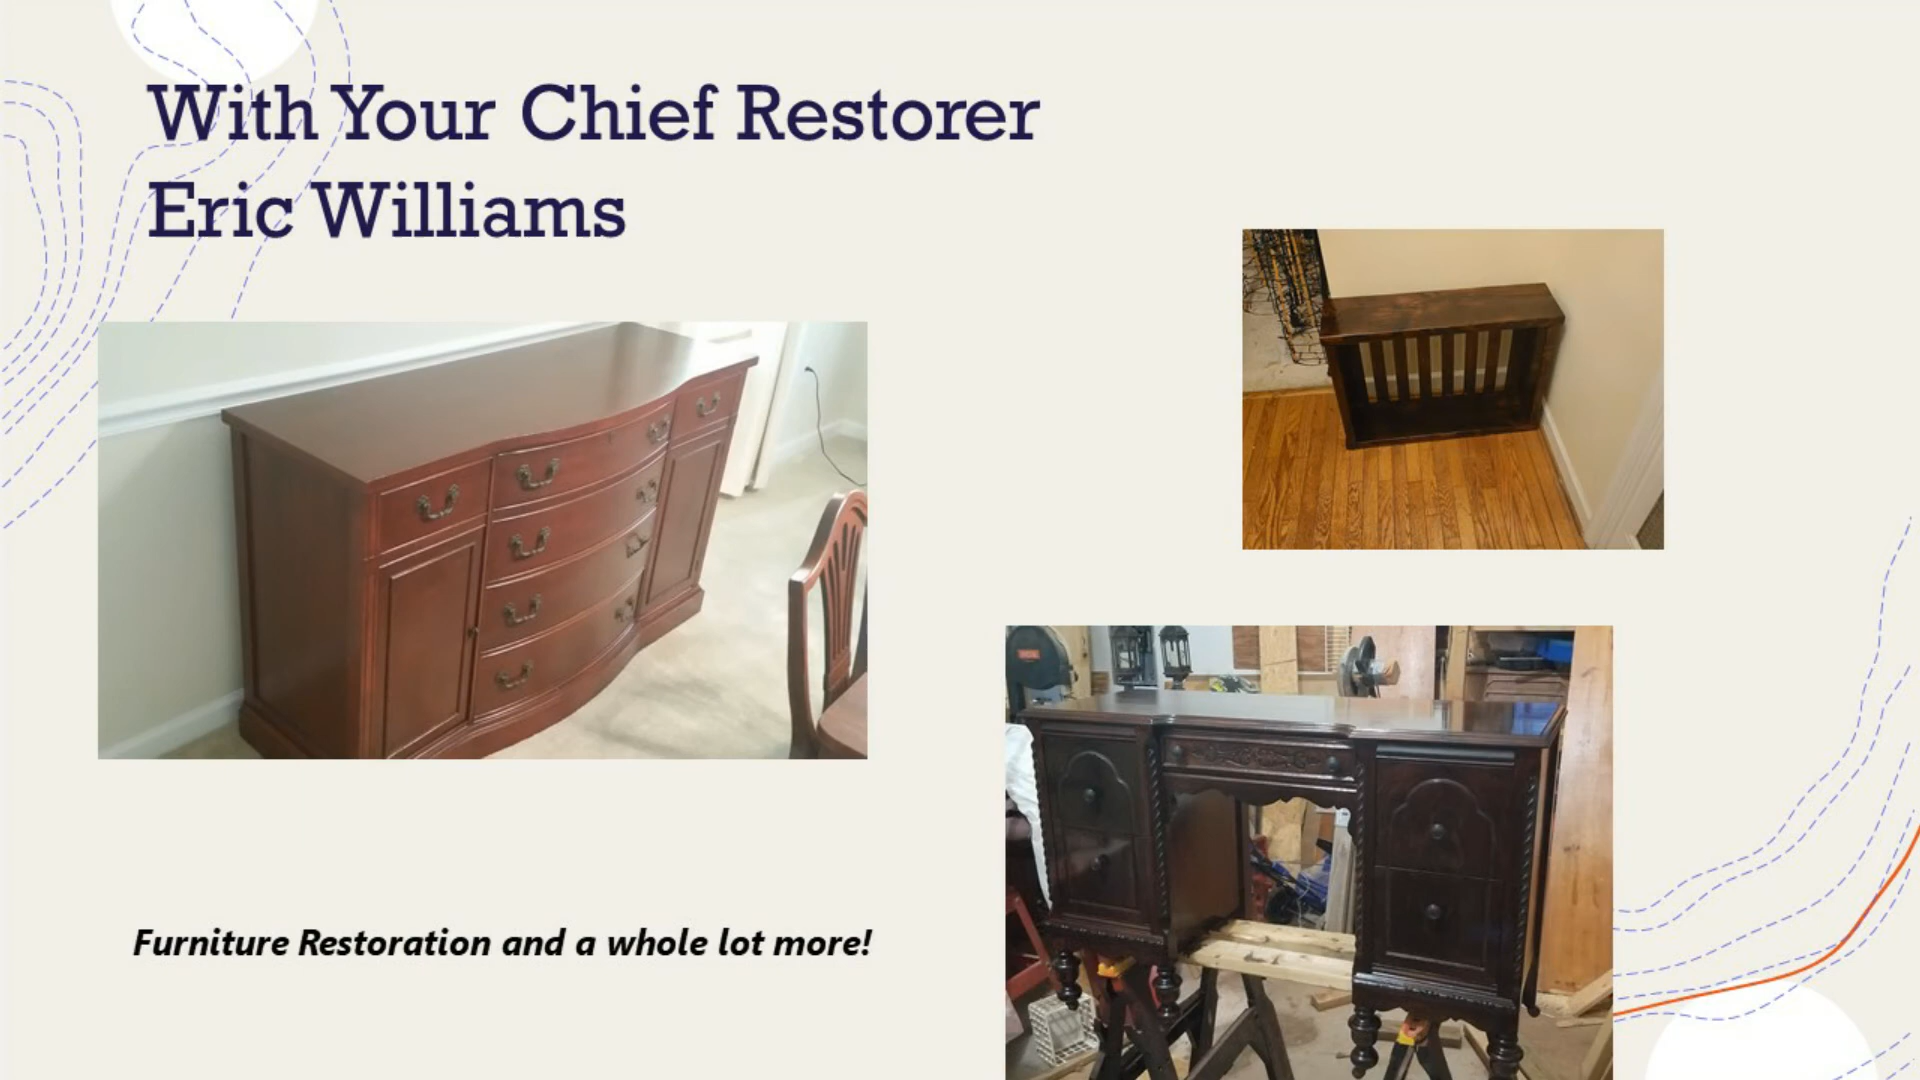 With Your Chief Restorer
Eric Williams
Furniture Restoration and a whole lot more!